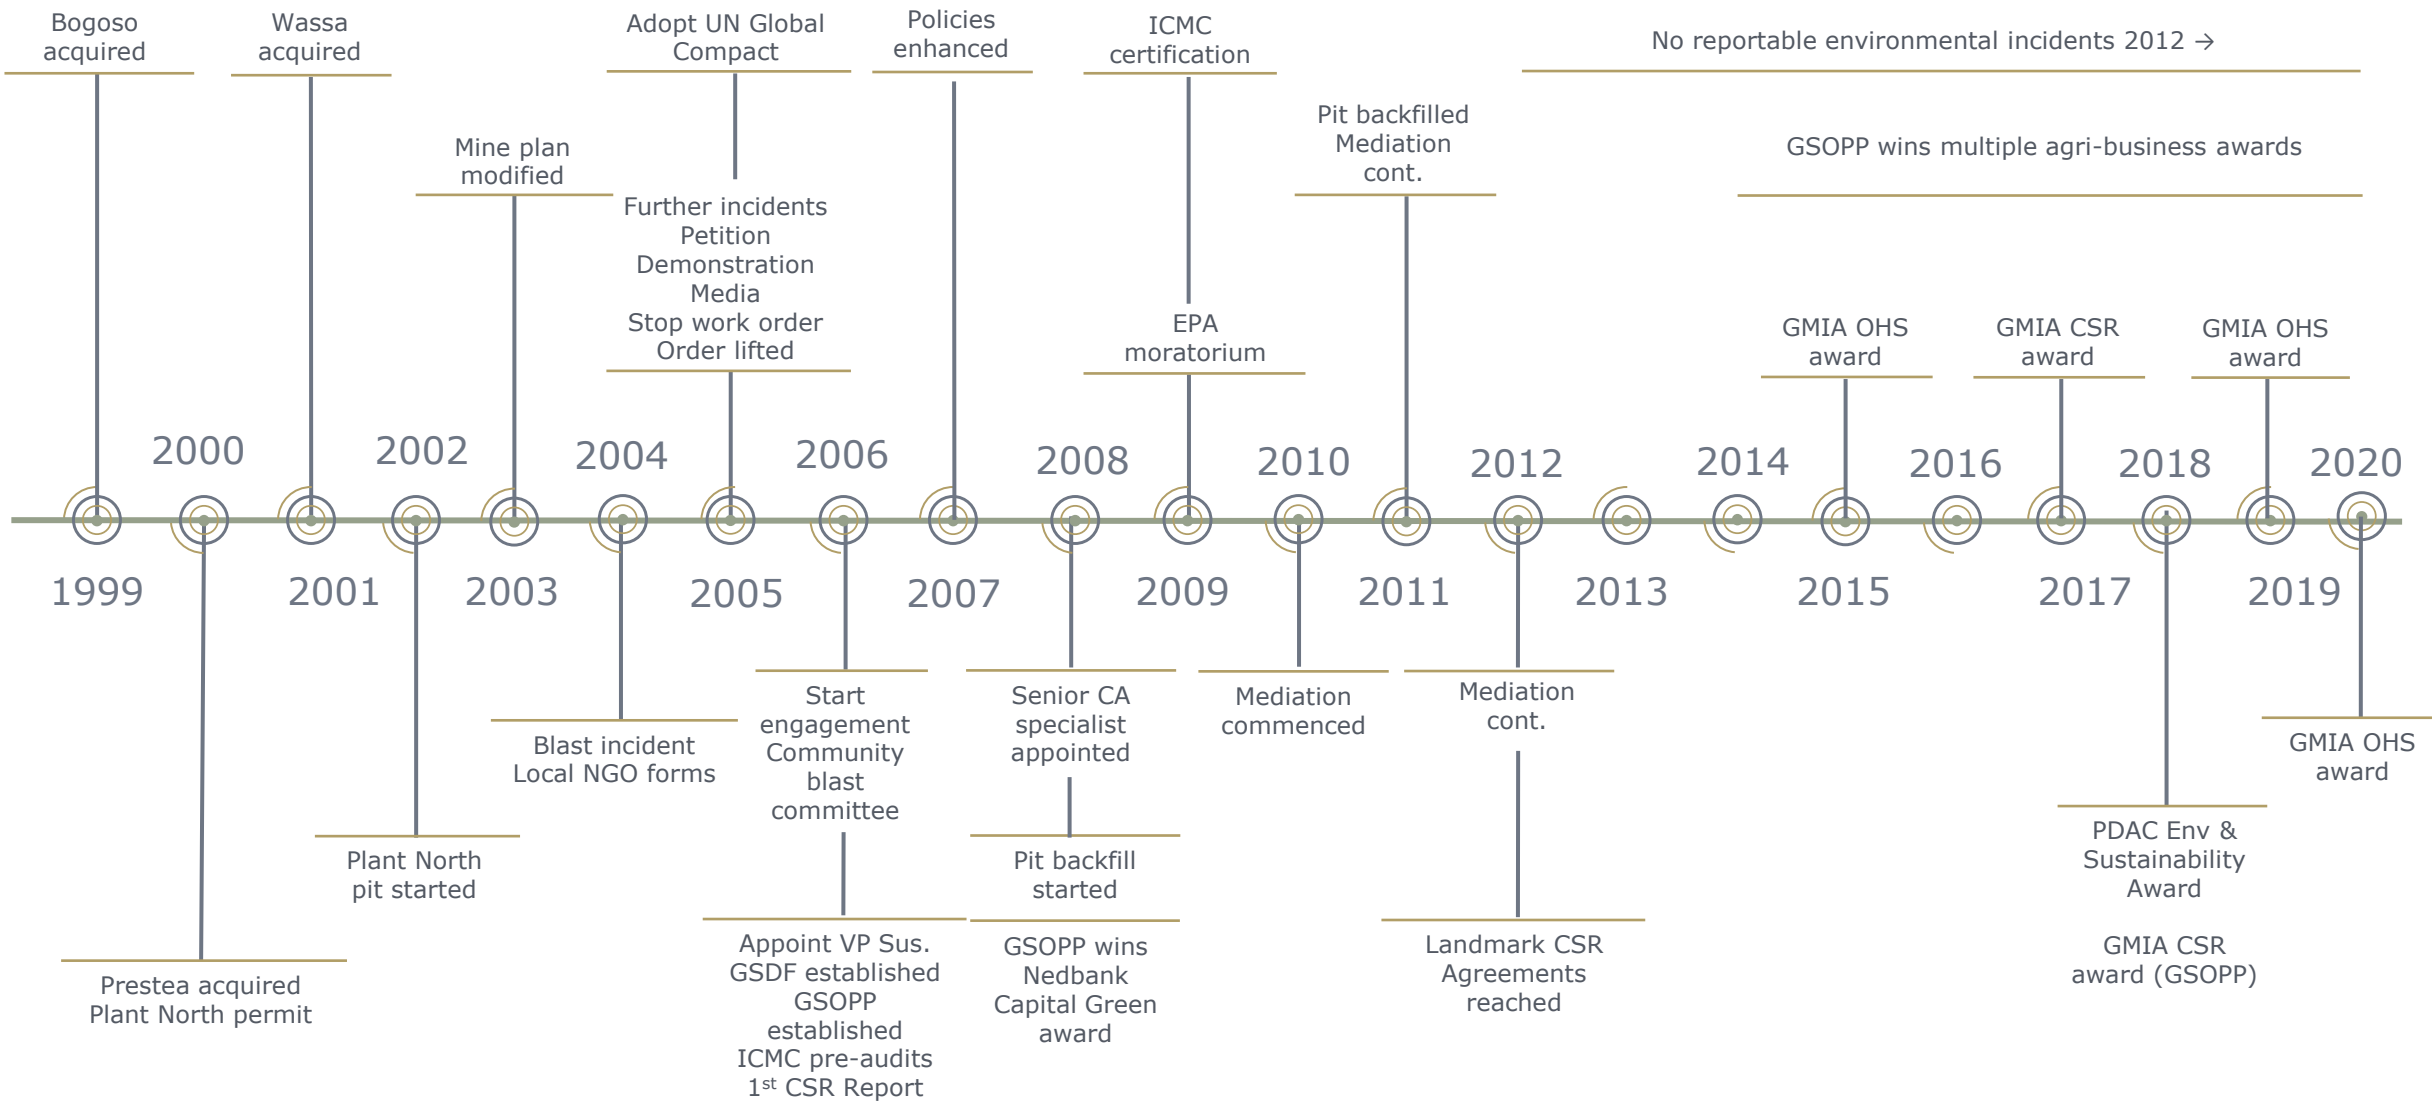 Bogoso
acquired
Wassa
acquired
Adopt UN Global
Compact
Policies
enhanced
ICMC
certification
No reportable environmental incidents 2012 →
Mine plan
modified
Further incidents
Petition
Demonstration
Media
Stop work order
Order lifted
EPA
moratorium
Pit backfilled
Mediation
cont.
GSOPP wins multiple agri-business awards
GMIA OHS
award
GMIA CSR
award
GMIA OHS
award
2000
2002
2004
2006
2008
2010
2012
2014
2016
2018
2020
1999
2001
2003
2005
2007
2009
2011
2013
2015
2017
2019
Prestea acquired
Plant North permit
Plant North
pit started
Blast incident
Local NGO forms
Start
engagement
Community
blast
committee
Appoint VP Sus.
GSDF established
GSOPP
established
ICMC pre-audits
1st CSR Report
Senior CA
specialist
appointed
Pit backfill
started
GSOPP wins
Nedbank
Capital Green
award
Mediation
commenced
Mediation
cont.
Landmark CSR
Agreements
reached
PDAC Env &
Sustainability
Award
GMIA CSR
award (GSOPP)
GMIA OHS
award